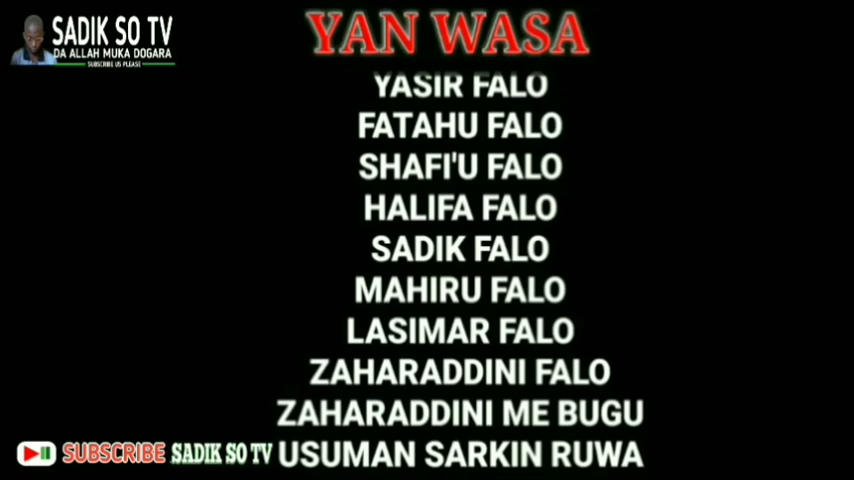 SADIK SO TV
DA ALLAH MUKA DOGARA
SUBSCRIBE US PLEASE
YAN WASA
YASIR FALO
FATAHU FALO
SHAFI'U FALO
HALIFA FALO
SADIK FALO
MAHIRU FALO
LASIMAR FALO
ZAHARADDINI FALO
ZAHARADDINI ME BUGU
USUMAN SARKIN RUWA
SUBSCRIBE SADIK SO TV